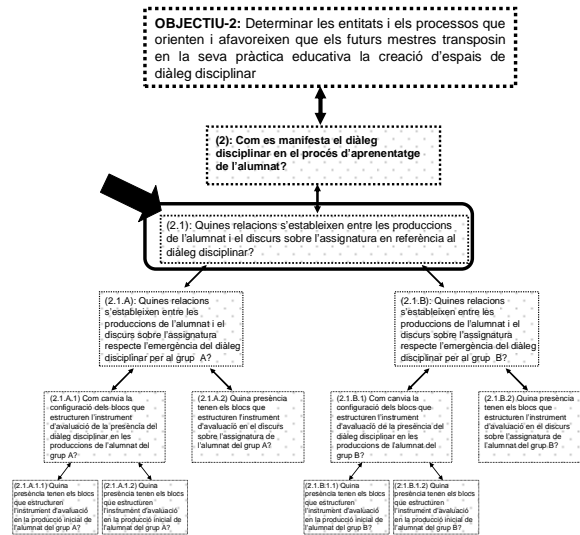 OBJECTIU-2: Determinar les entitats i els processos que
orienten i afavoreixen que els futurs mestres transposin
en la seva pràctica educativa la creació d'espais de
diàleg disciplinar
(2): Com es manifesta el diàleg
disciplinar en el procés d'aprenentatge
de l'alumnat?
(2.1): Quines relacions s'estableixen entre les produccions
de l'alumnat i el discurs sobre l'assignatura en referència al
diàleg disciplinar?
(2.1.A): Quines relacions
s'estableixen entre les
produccions de l'alumnat i el
discurs sobre l'assignatura
respecte l'emergència del diàleg
disciplinar per al grup A?
(2.1.B): Quines relacions
s'estableixen entre les
produccions de l'alumnat i el
discurs sobre l'assignatura
respecte l'emergència del diàleg
disciplinar per al grup B?
(2.1.A.1) Com canvia la
configuració dels blocs que
estructuren l'instrument
d'avaluació de la presència del
diàleg disciplinar en les
produccions de l'alumnat del
grup A?
(2.1.A.2) Quina presència
tenen els blocs que
estructuren l'instrument
d'avaluació en el discurs
sobre l'assignatura de
l'alumnat del grup A?
(2.1.B.1) Com canvia la
configuració dels blocs que
estructuren l'instrument
d'avaluació de la presència del
diàleg disciplinar en les
produccions de l'alumnat del
grup B?
(2.1.B.2) Quina presència
tenen els blocs que
estructuren l'instrument
d'avaluació en el discurs
sobre l'assignatura de
l'alumnat del grup B?
(2.1.A.1.1) Quina
presència tenen els blocs
que estructuren
l'instrument d'avaluació
en la producció inicial de
l'alumnat del grup A?
(2.1.A.1.2) Quina
presència tenen els blocs
que estructuren
l'instrument d'avaluació
en la producció final de
l'alumnat del grup A?
(2.1.B.1.1) Quina
presència tenen els blocs
que estructuren
l'instrument d'avaluació
en la producció inicial de
l'alumnat del grup B?
(2.1.B.1.2) Quina
presència tenen els blocs
que estructuren
l'instrument d'avaluació
en la producció final de
l'alumnat del grup B?